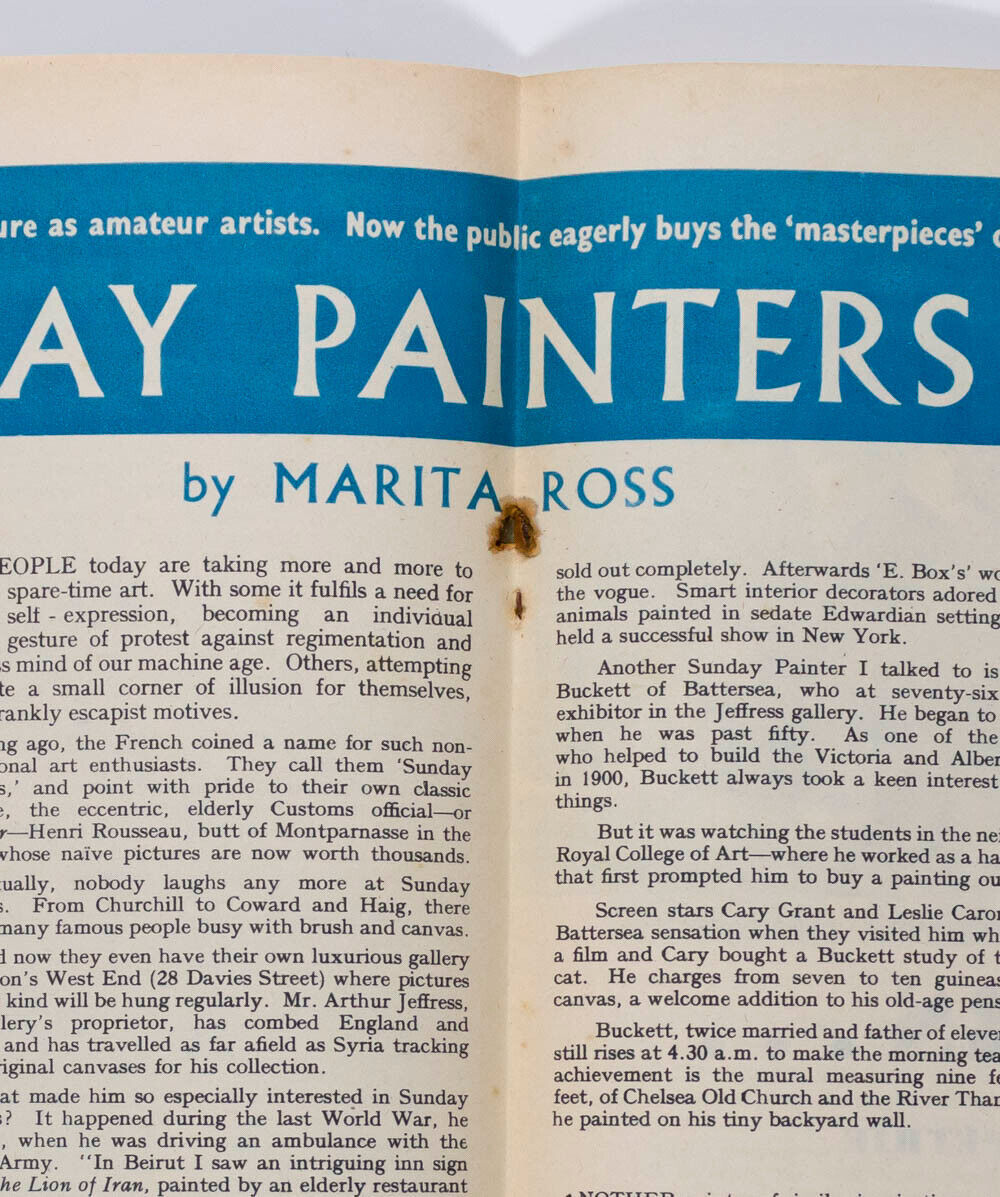 ure as amateur artists. Now the public eagerly buys the ‘masterpieces’
AY PAINTERS
by MARITA ROSS
EOPLE today are taking more and more to
spare-time art. With some it fulfils a need for
self - expression, becoming an individual
gesture of protest against regimentation and
s mind of our machine age. Others, attempting
te a small corner of illusion for themselves,
rankly escapist motives.
ng ago, the French coined a name for such non-
onal art enthusiasts. They call them ‘Sunday
s,’ and point with pride to their own classic
e, the eccentric, elderly Customs official—or
r—Henri Rousseau, butt of Montparnasse in the
whose naïve pictures are now worth thousands.
ually, nobody laughs any more at Sunday
s. From Churchill to Coward and Haig, there
many famous people busy with brush and canvas.
d now they even have their own luxurious gallery
on’s West End (28 Davies Street) where pictures
kind will be hung regularly. Mr. Arthur Jeffress,
lery’s proprietor, has combed England and
and has travelled as far afield as Syria tracking
riginal canvases for his collection.
at made him so especially interested in Sunday
s? It happened during the last World War, he
, when he was driving an ambulance with the
Army. “In Beirut I saw an intriguing inn sign
he Lion of Iran, painted by an elderly restaurant
sold out completely. Afterwards ‘E. Box’s’ wo
the vogue. Smart interior decorators adored
animals painted in sedate Edwardian setting
held a successful show in New York.
Another Sunday Painter I talked to is
Buckett of Battersea, who at seventy-six
exhibitor in the Jeffress gallery. He began to
when he was past fifty. As one of the
who helped to build the Victoria and Alber
in 1900, Buckett always took a keen interest
things.
But it was watching the students in the nei
Royal College of Art—where he worked as a ha
that first prompted him to buy a painting ou
Screen stars Cary Grant and Leslie Caron
Battersea sensation when they visited him wh
a film and Cary bought a Buckett study of t
cat. He charges from seven to ten guineas
canvas, a welcome addition to his old-age pens
Buckett, twice married and father of eleven
still rises at 4.30 a.m. to make the morning tea
achievement is the mural measuring nine fe
feet, of Chelsea Old Church and the River Tham
he painted on his tiny backyard wall.